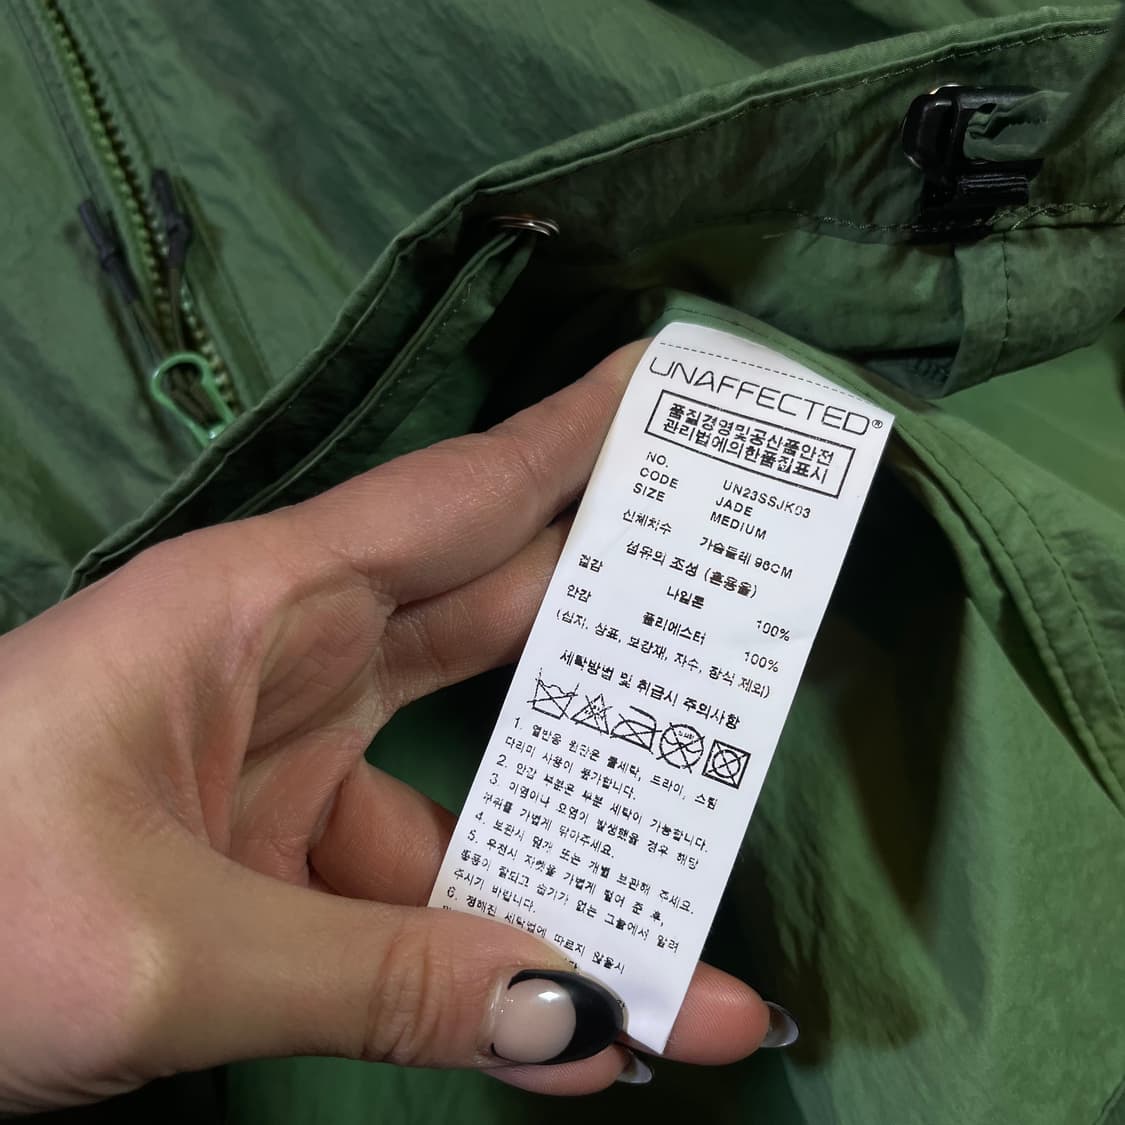 UNAFFECTED®
품질경영및공산품안전
관리법에의한품질표시
NO. UN23SSJK03
CODE JADE
SIZE MEDIUM
신체치수 가슴둘레 96CM
섬유의 조성 (혼용율)
겉감 나일론 100%
안감 폴리에스터 100%
(심지, 상표, 보강재, 자수, 장식 제외)
세탁방법 및 취급시 주의사항
1. 열반응 원단은 물세탁, 드라이, 스팀
다리미 사용이 불가합니다.
2. 안감 부분은 부분 세탁이 가능합니다.
3. 이염이나 오염이 발생했을 경우 해당
부위를 가볍게 닦아주세요.
4. 보관시 덮개 또는 개별 보관해 주세요.
5. 우천시 자켓을 가볍게 털어 준 후,
통풍이 잘되고 습기가 없는 그늘에서 말려
주시기 바랍니다.
6. 정해진 세탁법에 따르지 않을시